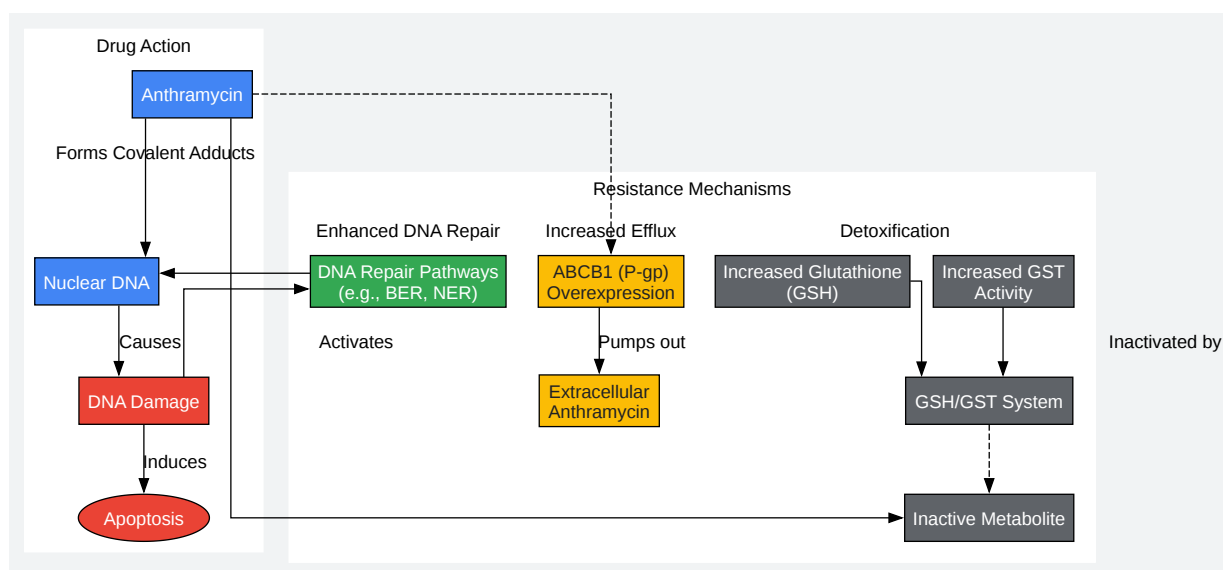 Drug Action
Anthramycin
Forms Covalent Adducts
Resistance Mechanisms
Enhanced DNA Repair
Increased Efflux
Detoxification
Nuclear DNA
DNA Repair Pathways
(e.g., BER, NER)
ABCB1 (P-gp)
Overexpression
Increased Glutathione
(GSH)
Increased GST
Activity
Causes
Activates
Pumps out
Inactivated by
DNA Damage
Extracellular
Anthramycin
GSH/GST System
Induces
Apoptosis
Inactive Metabolite